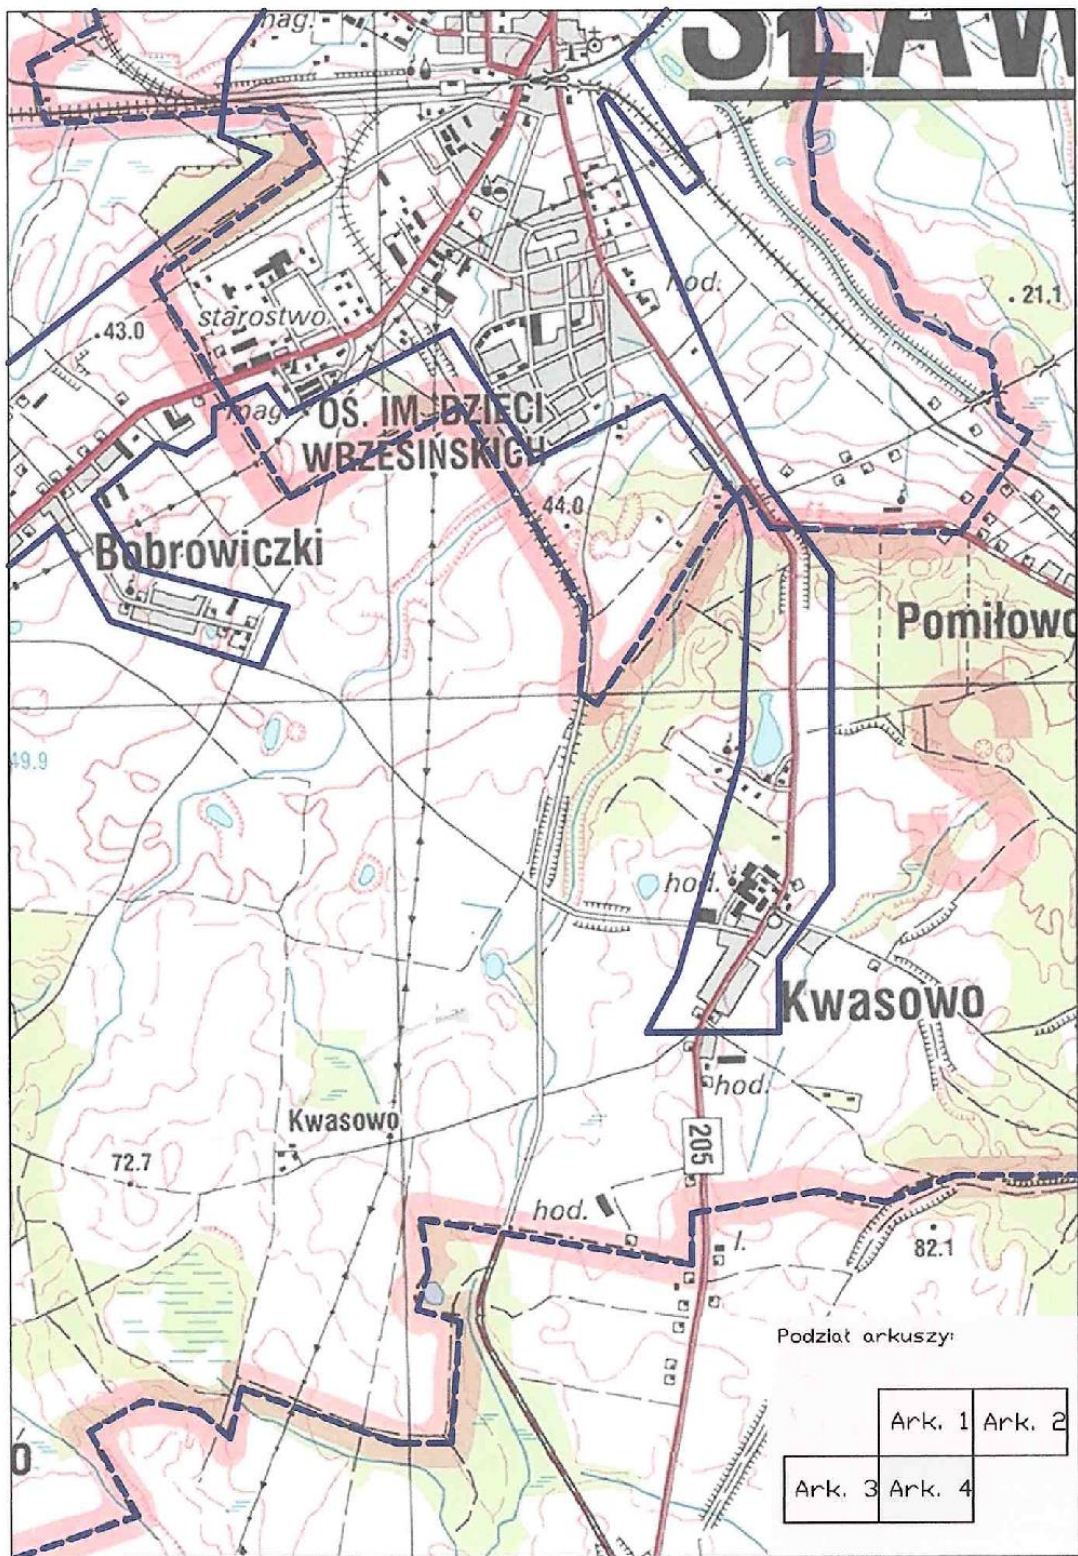 mag.
SŁAW
21.1
hod.
43.0
starostwo
mag.
OŚ. IM. DZIECI
WRZESIŃSKICH
44.0
Bobrowiczki
Pomiłowo
49.9
S
hod.
Kwasowo
hod.
Kwasowo
205
72.7
hod.
l.
82.1
Podział arkuszy:
Ark. 1 Ark. 2
Ark. 3 Ark. 4
Ó